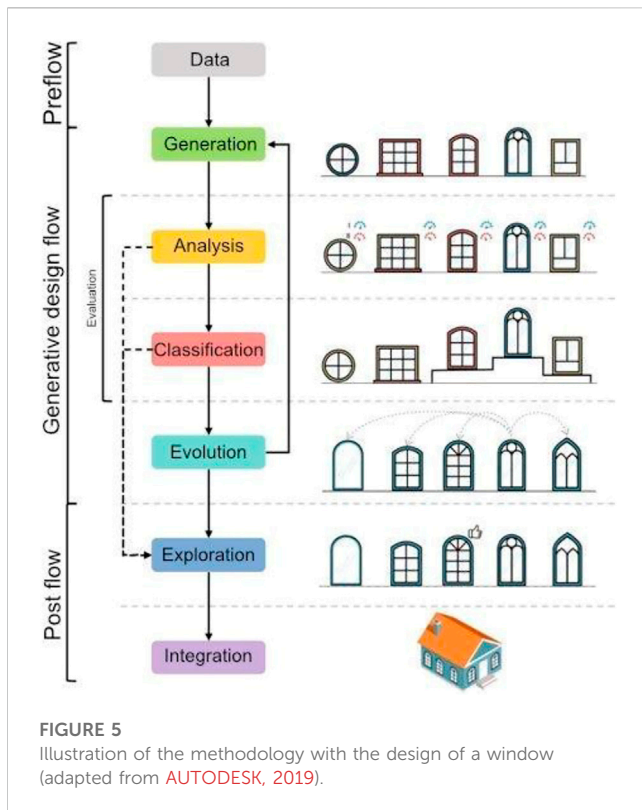 Preflow
Data
Generative design flow
Generation
Evaluation
Analysis
Classification
Evolution
Post flow
Exploration
Integration
FIGURE 5
Illustration of the methodology with the design of a window
(adapted from AUTODESK, 2019).